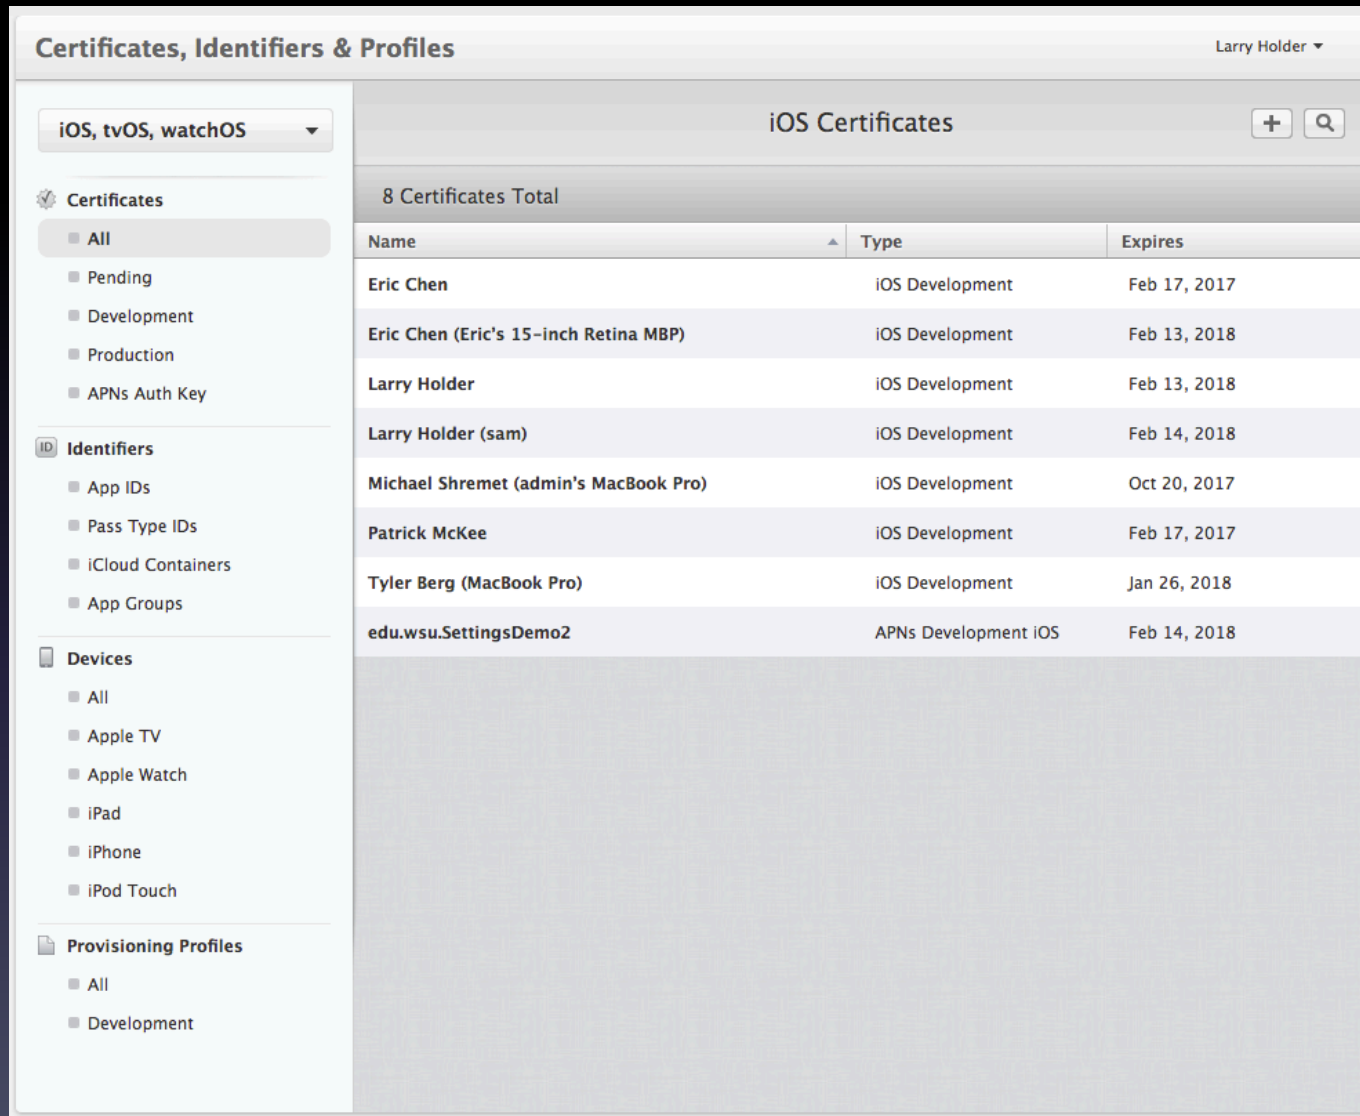 Certificates, Identifiers & Profiles
Larry Holder
iOS, tvOS, watchOS
Certificates
All
Pending
Development
Production
APNs Auth Key
ID Identifiers
App IDs
Pass Type IDs
iCloud Containers
App Groups
Devices
All
Apple TV
Apple Watch
iPad
iPhone
iPod Touch
Provisioning Profiles
All
Development
iOS Certificates
8 Certificates Total
Name Type Expires
Eric Chen iOS Development Feb 17, 2017
Eric Chen (Eric's 15-inch Retina MBP) iOS Development Feb 13, 2018
Larry Holder iOS Development Feb 13, 2018
Larry Holder (sam) iOS Development Feb 14, 2018
Michael Shremet (admin's MacBook Pro) iOS Development Oct 20, 2017
Patrick McKee iOS Development Feb 17, 2017
Tyler Berg (MacBook Pro) iOS Development Jan 26, 2018
edu.wsu.SettingsDemo2 APNs Development iOS Feb 14, 2018